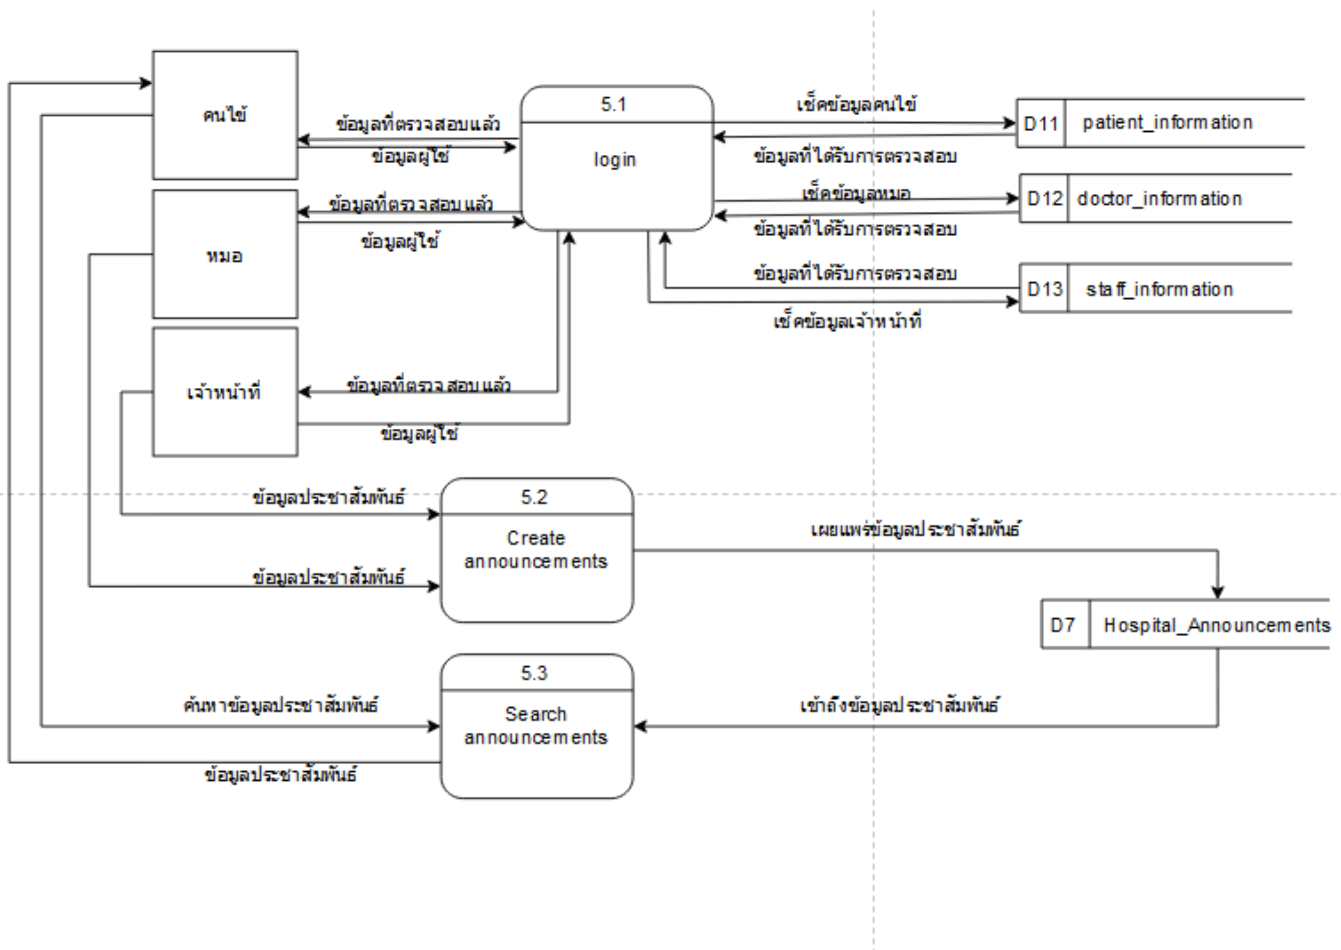 คนไข้
5.1
login
เช็คข้อมูลคนไข้
D11
patient_information
ข้อมูลที่ตรวจสอบแล้ว
ข้อมูลผู้ใช้
ข้อมูลที่ได้รับการตรวจสอบ
เช็คข้อมูลหมอ
D12
doctor_information
ข้อมูลที่ตรวจสอบแล้ว
ข้อมูลผู้ใช้
ข้อมูลที่ได้รับการตรวจสอบ
หมอ
ข้อมูลที่ได้รับการตรวจสอบ
D13
staff_information
เช็คข้อมูลเจ้าหน้าที่
เจ้าหน้าที่
ข้อมูลที่ตรวจสอบแล้ว
ข้อมูลผู้ใช้
ข้อมูลประชาสัมพันธ์
5.2
Create
announcements
เผยแพร่ข้อมูลประชาสัมพันธ์
ข้อมูลประชาสัมพันธ์
D7
Hospital_Announcements
5.3
Search
announcements
ค้นหาข้อมูลประชาสัมพันธ์
เข้าถึงข้อมูลประชาสัมพันธ์
ข้อมูลประชาสัมพันธ์